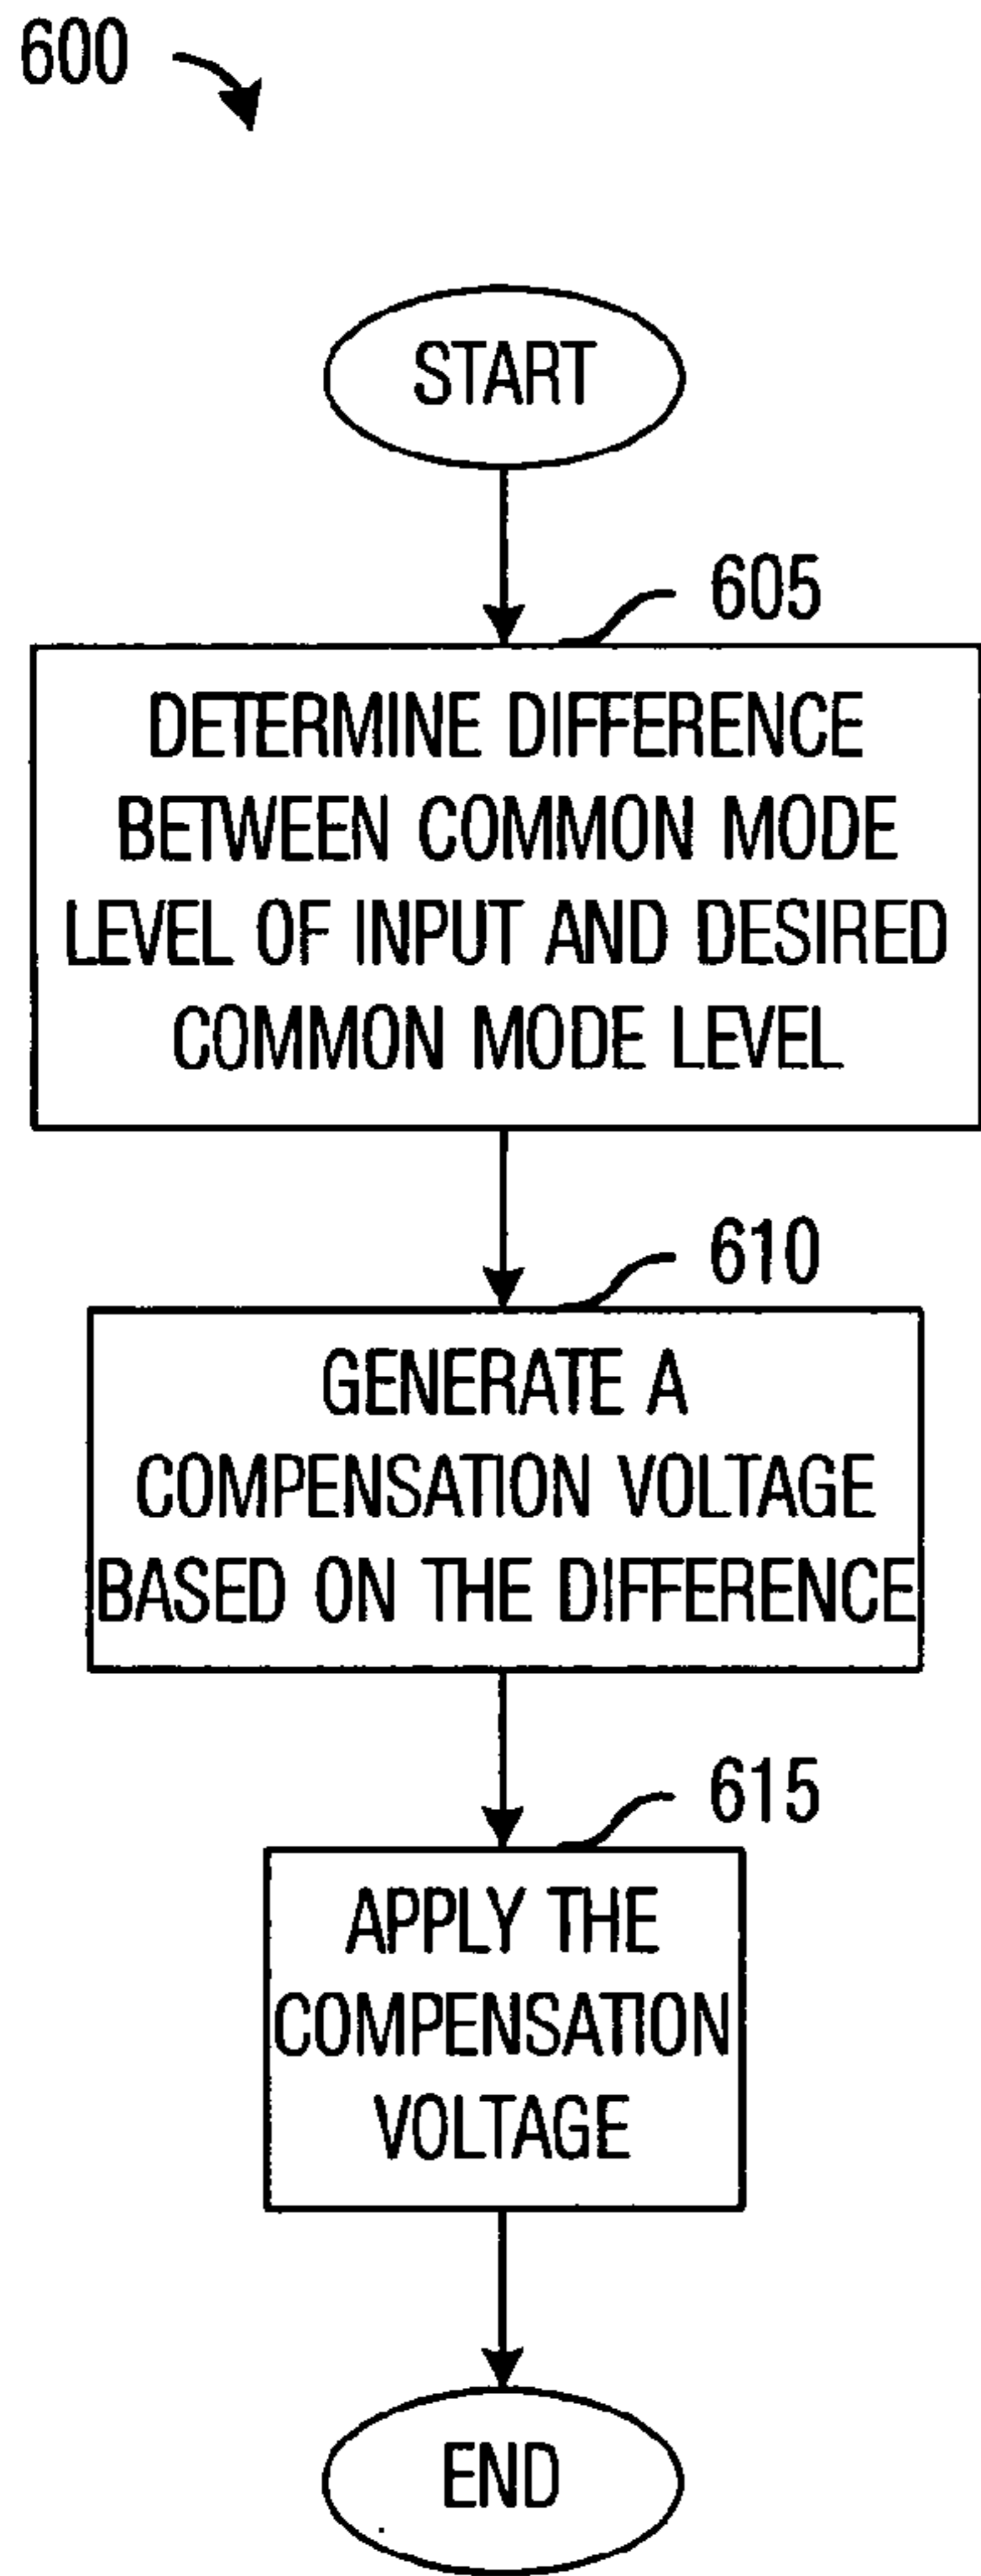 600
START
605
DETERMINE DIFFERENCE
BETWEEN COMMON MODE
LEVEL OF INPUT AND DESIRED
COMMON MODE LEVEL
610
GENERATE A
COMPENSATION VOLTAGE
BASED ON THE DIFFERENCE
615
APPLY THE
COMPENSATION
VOLTAGE
END